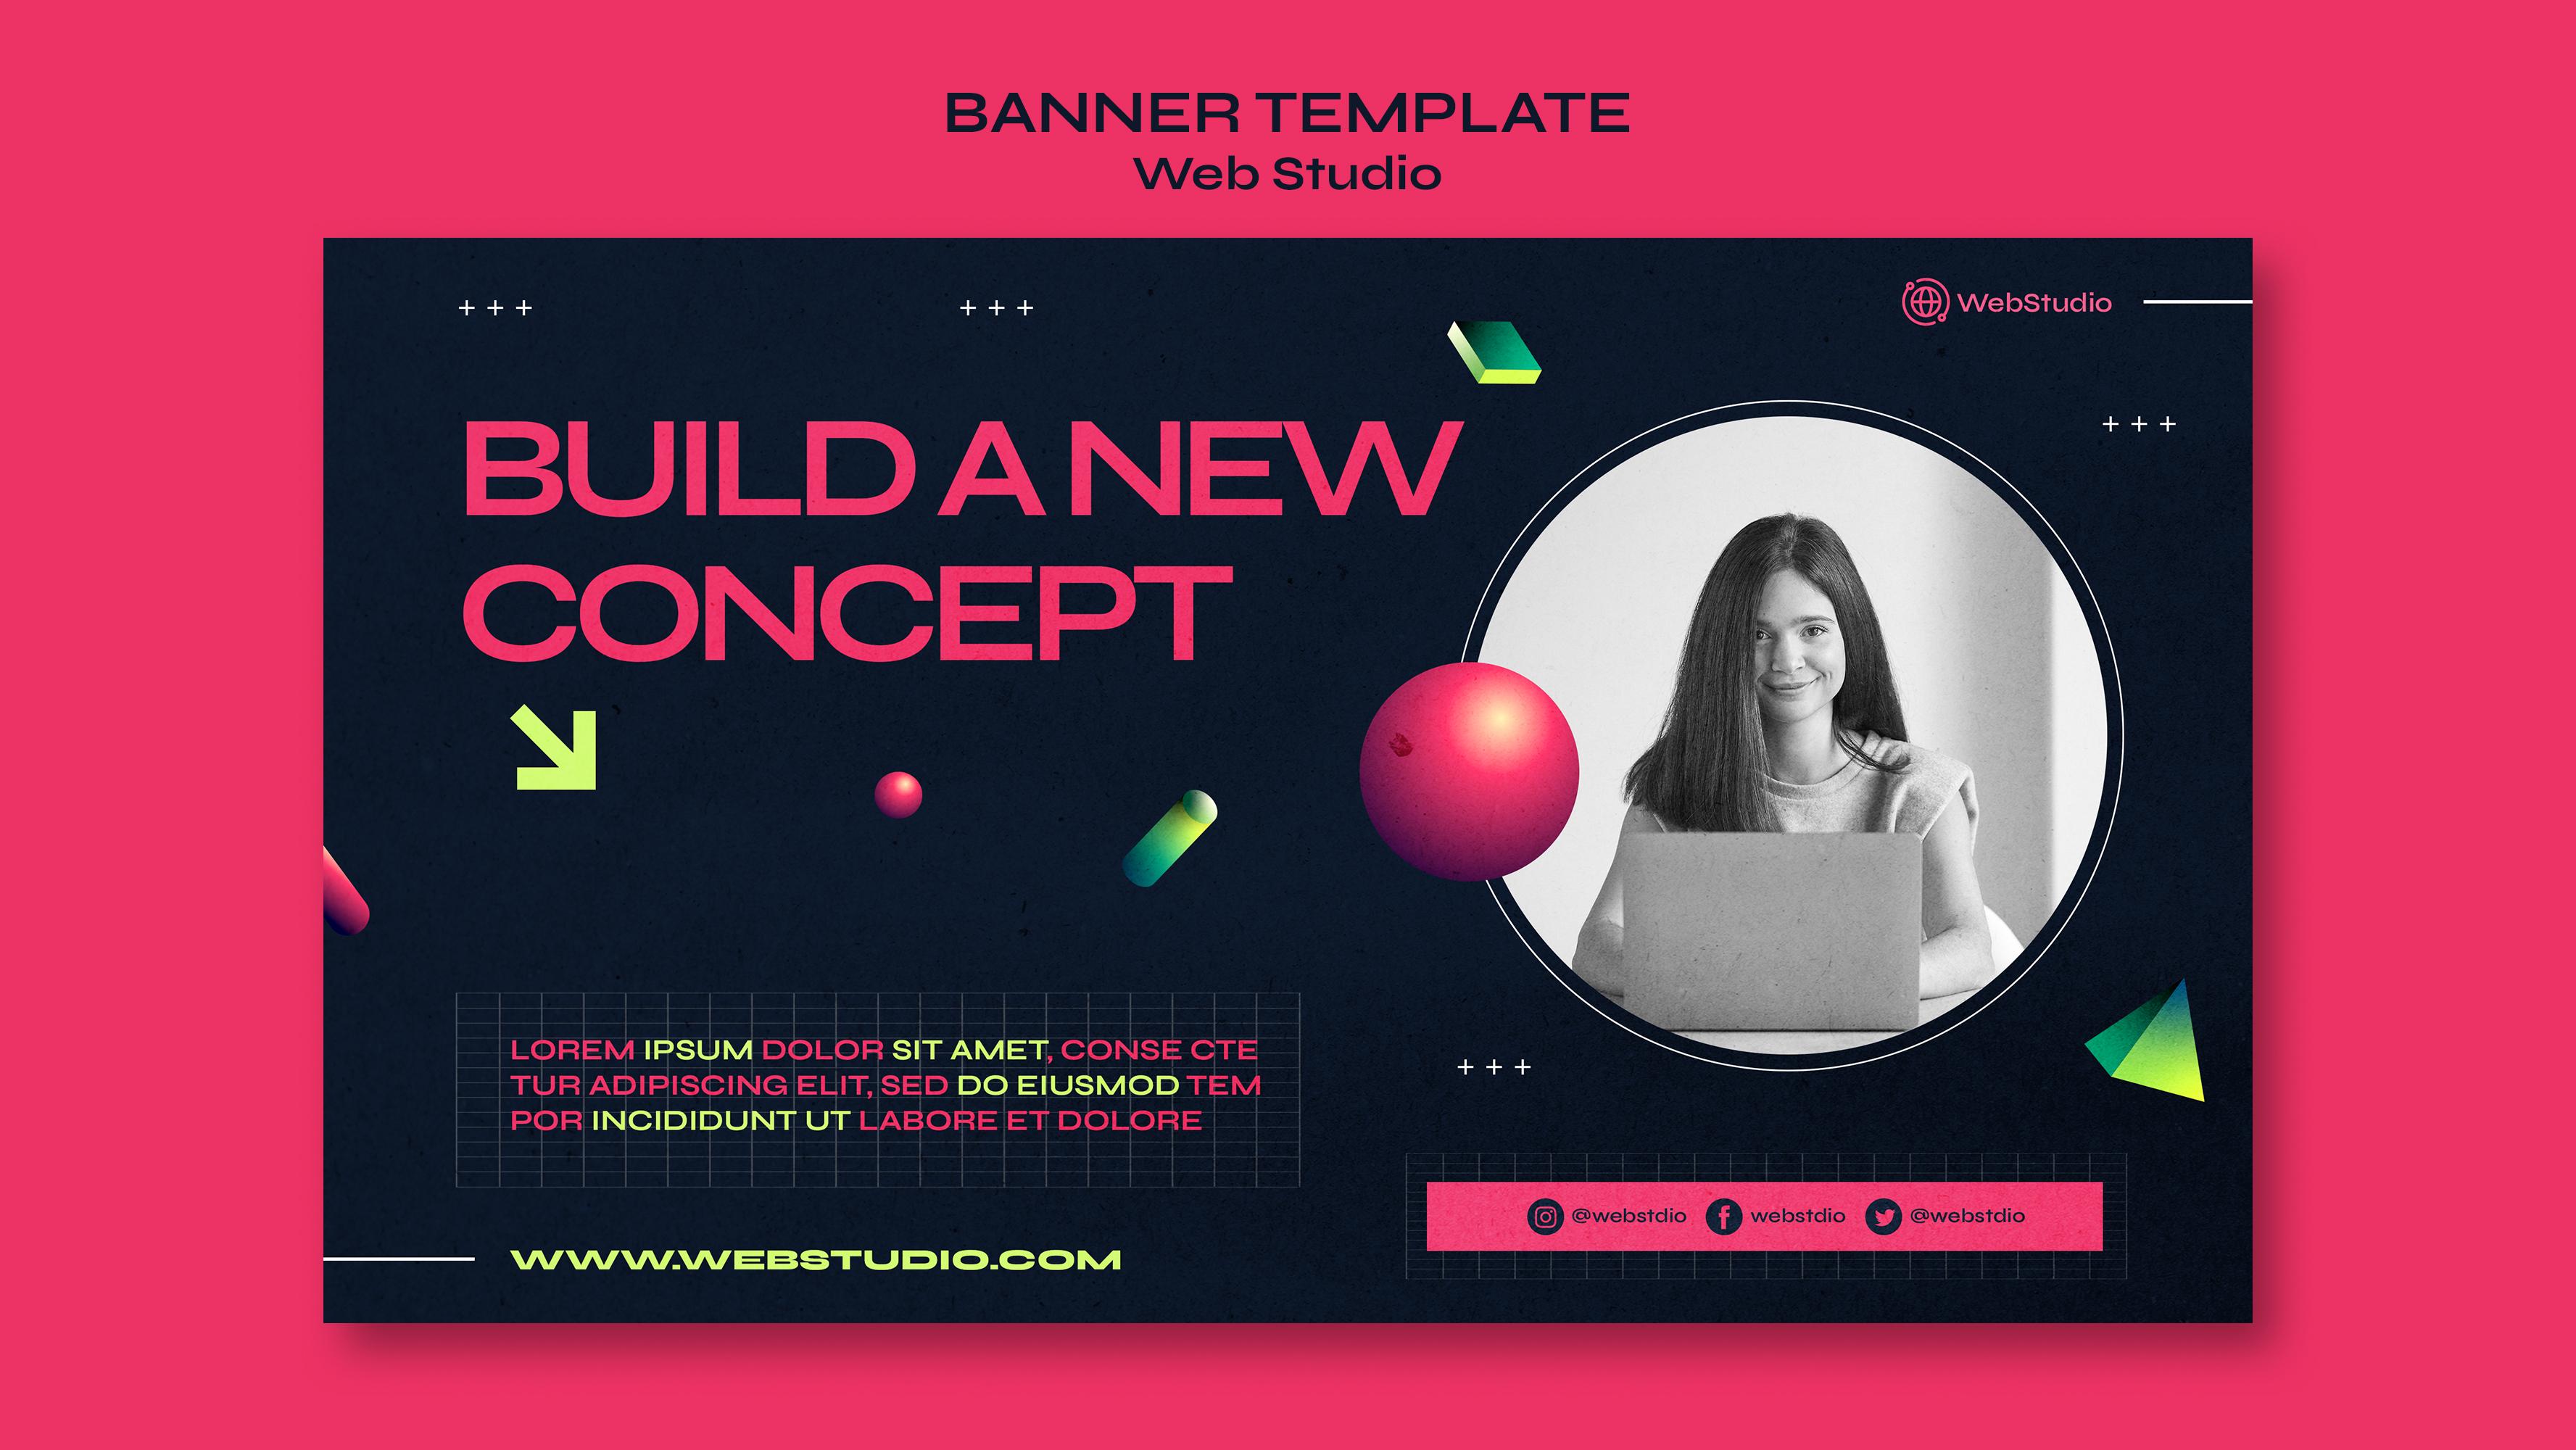 BANNER TEMPLATE
Web Studio
WebStudio
BUILD A NEW
CONCEPT
LOREM IPSUM DOLOR SIT AMET, CONSE CTE
TUR ADIPISCING ELIT, SED DO EIUSMOD TEM
POR INCIDIDUNT UT LABORE ET DOLORE
@webstdio webstdio @webstdio
WWW.WEBSTUDIO.COM